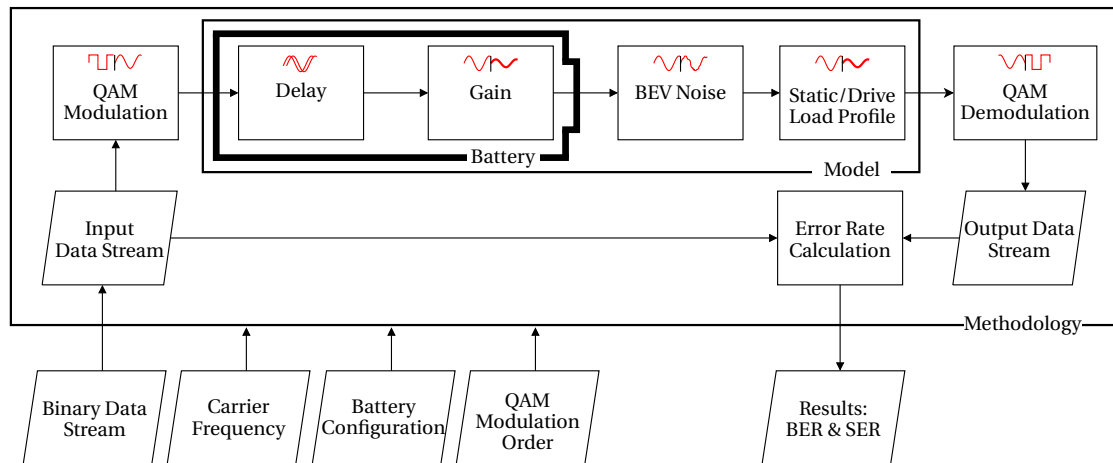 QAM
Modulation
Delay
Gain
BEV Noise
Static/Drive
Load Profile
QAM
Demodulation
Battery
Model
Input
Data Stream
Error Rate
Calculation
Output Data
Stream
Methodology
Binary Data
Stream
Carrier
Frequency
Battery
Configuration
QAM
Modulation
Order
Results:
BER & SER